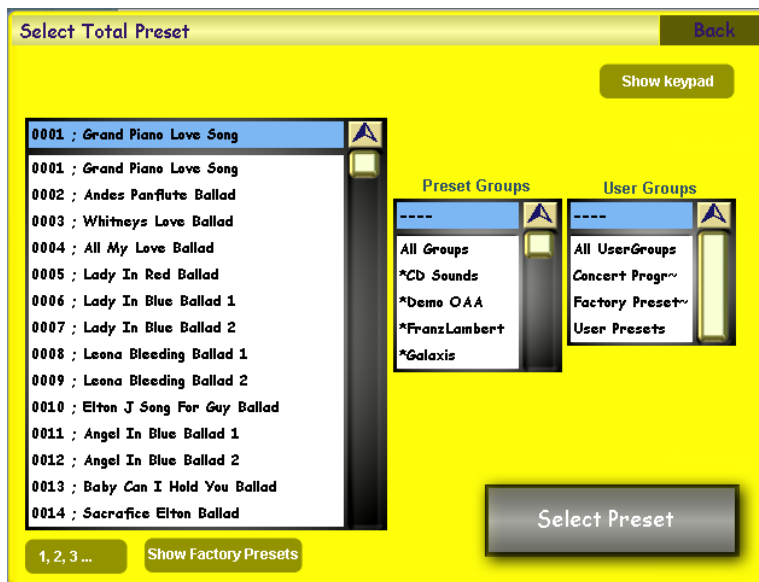 Select Total Preset
Back
Show keypad
0001 ; Grand Piano Love Song
0001 ; Grand Piano Love Song
0002 ; Andes Panflute Ballad
0003 ; Whitneys Love Ballad
0004 ; All My Love Ballad
0005 ; Lady In Red Ballad
0006 ; Lady In Blue Ballad 1
0007 ; Lady In Blue Ballad 2
0008 ; Leona Bleeding Ballad 1
0009 ; Leona Bleeding Ballad 2
0010 ; Elton J Song For Guy Ballad
0011 ; Angel In Blue Ballad 1
0012 ; Angel In Blue Ballad 2
0013 ; Baby Can I Hold You Ballad
0014 ; Sacrafice Elton Ballad
Preset Groups
----
All Groups
*CD Sounds
*Demo OAA
*FranzLambert
*Galaxis
User Groups
----
All UserGroups
Concert Progr~
Factory Preset~
User Presets
Select Preset
1, 2, 3 ...
Show Factory Presets